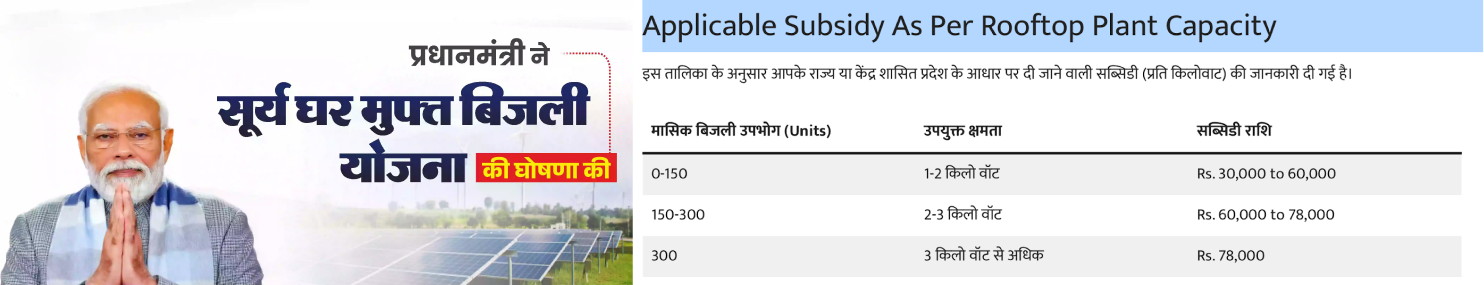 प्रधानमंत्री ने
सूर्य घर मुफ्त बिजली
योजना की घोषणा की
Applicable Subsidy As Per Rooftop Plant Capacity
इस तालिका के अनुसार आपके राज्य या केंद्र शासित प्रदेश के आधार पर दी जाने वाली सब्सिडी (प्रति किलोवाट) की जानकारी दी गई है।
मासिक बिजली उपभोग (Units) उपयुक्त क्षमता सब्सिडी राशि
0-150 1-2 किलो वॉट Rs. 30,000 to 60,000
150-300 2-3 किलो वॉट Rs. 60,000 to 78,000
300 3 किलो वॉट से अधिक Rs. 78,000